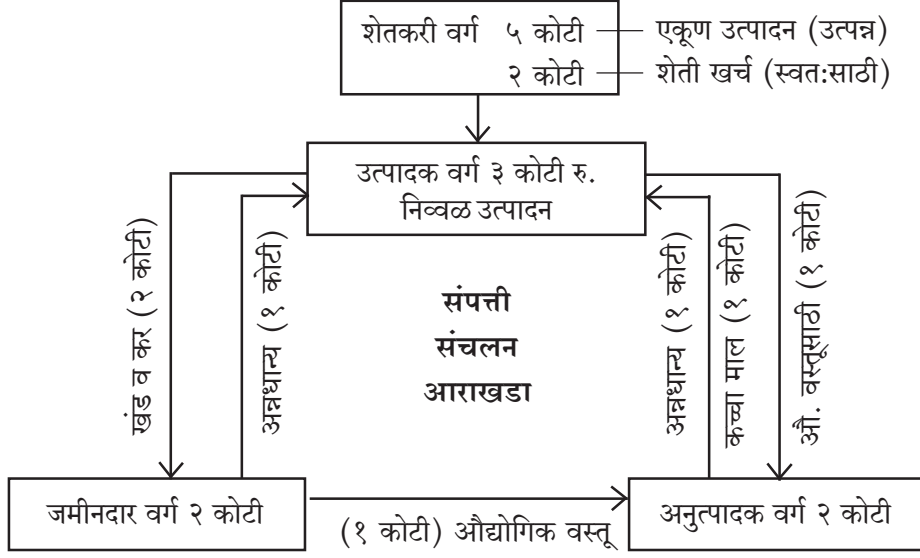 शेतकरी वर्ग ५ कोटी — एकूण उत्पादन (उत्पन्न)
२ कोटी — शेती खर्च (स्वत:साठी)
उत्पादक वर्ग ३ कोटी रु.
निव्वळ उत्पादन
खंड व कर (२ कोटी)
अन्नधान्य (१ कोटी)
संपत्ती
संचलन
आराखडा
अन्नधान्य (१ कोटी)
कच्चा माल (१ कोटी)
औ. वस्तूसाठी (१ कोटी)
जमीनदार वर्ग २ कोटी
(१ कोटी) औद्योगिक वस्तू
अनुत्पादक वर्ग २ कोटी